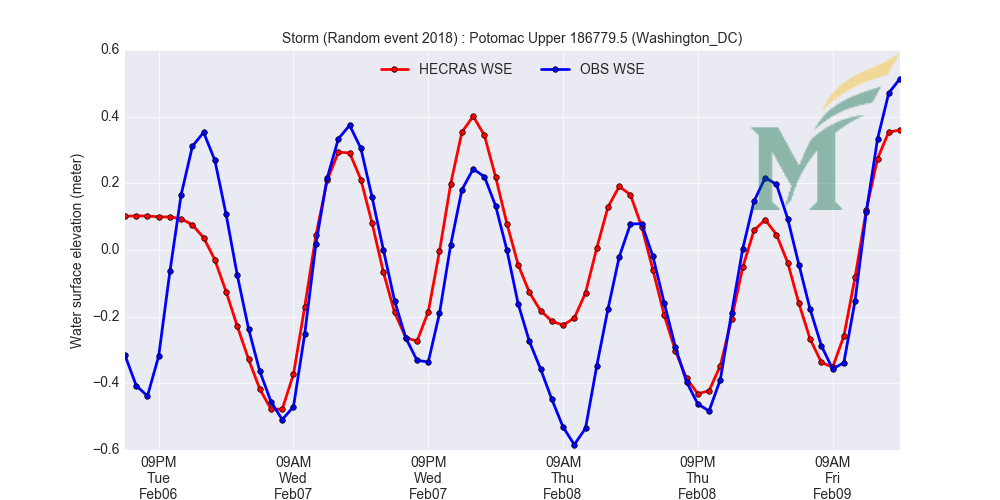 Storm (Random event 2018) : Potomac Upper 186779.5 (Washington_DC)
HECRAS WSE OBS WSE
Water surface elevation (meter)
0.6
0.4
0.2
0.0
−0.2
−0.4
−0.6
09PM
Tue
Feb06
09AM
Wed
Feb07
09PM
Wed
Feb07
09AM
Thu
Feb08
09PM
Thu
Feb08
09AM
Fri
Feb09
M